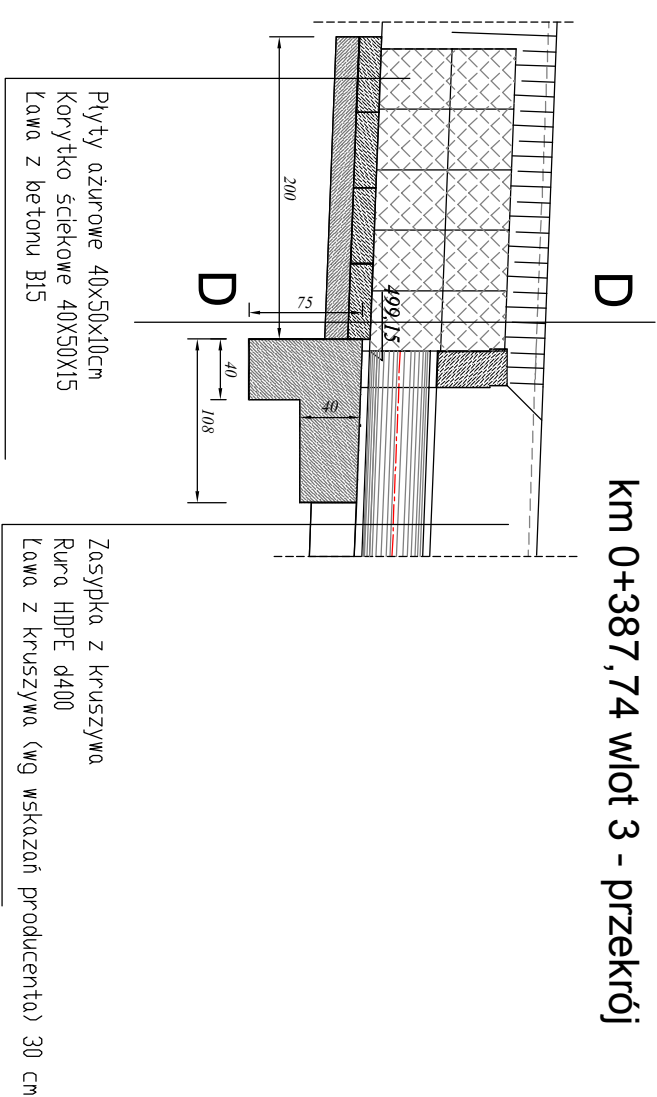 km 0+387,74 wlot 3 - przekrój
D
D
499,15
200
75
40
40
108
Płyty ażurowe 40x50x10cm
Korytko ściekowe 40X50X15
Ława z betonu B15
Zasypka z kruszywa
Rura HDPE d400
Ława z kruszywa (wg wskazań producenta) 30 cm